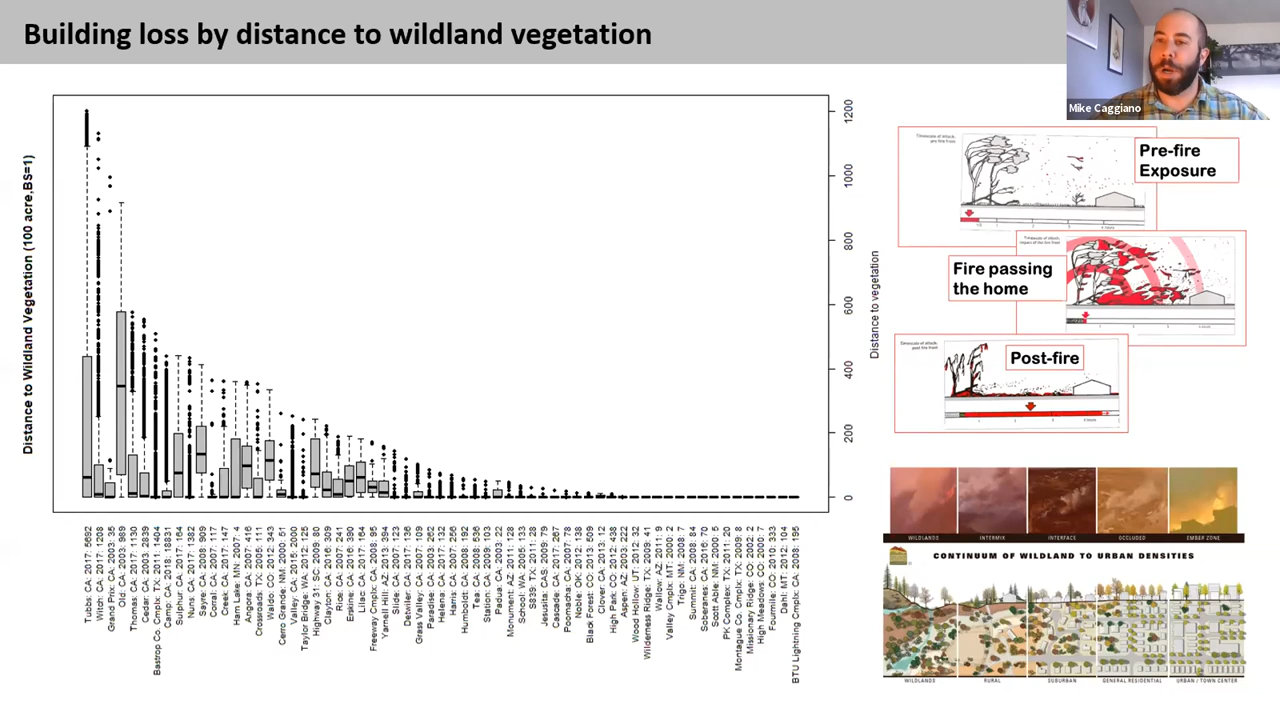 Building loss by distance to wildland vegetation
Mike Caggiano
Distance to Wildland Vegetation (100 acre,BS=1)
1200
1000
800
600
400
200
0
Distance to vegetation
Tubbs: CA: 2017: 5692
Witch: CA: 2007: 1208
Grand Prix: CA: 2003: 35
Old: CA: 2003: 989
Thomas: CA: 2017: 1130
Cedar: CA: 2003: 2839
Bastrop Co. Cmplx: TX: 2011: 1404
Camp: CA: 2018: 18831
Sulphur: CA: 2017: 164
Nuns: CA: 2017: 1382
Sayre: CA: 2008: 909
Corral: CA: 2007: 117
Creek: CA: 2017: 147
Ham Lake: MN: 2007: 4
Angora: CA: 2007: 416
Crossroads: TX: 2005: 111
Waldo: CO: 2012: 343
Cerro Grande: NM: 2000:
Valley: CA: 2015: 2000
Taylor Bridge: WA: 2012: 125
Highway 31: SC: 2009: 80
Clayton: CA: 2016: 309
Rice: CA: 2007: 241
Erskine: CA: 2016: 390
Lilac: CA: 2017: 164
Freeway Cmplx: CA: 2008: 95
Yarnell Hill: AZ: 2013: 394
Slide: CA: 2007: 123
Detwiler: CA: 2017: 136
Grass Valley: CA: 2007: 109
Paradise: CA: 2003: 262
Helena: CA: 2017: 132
Harris: CA: 2007: 256
Humboldt: CA: 2008: 192
Tea: CA: 2008:
Station: CA: 2009: 103
Padua: CA: 2003: 22
Monument: AZ: 2011: 128
School: WA: 2005: 133
Jesusita: CA: 2009: 79
Cascade: CA: 2017: 267
Poomacha: CA: 2007: 78
Noble: OK: 2012: 138
Black Forest: CO: 2013: 509
Clover: CA: 2013:
High Park: CO: 2012: 438
Aspen: AZ: 2003: 222
Wood Hollow: UT: 2012: 32
Wilderness Ridge: TX: 2009: 41
Wallow: AZ: 2011: 39
Valley Cmplx: MT: 2000: 2
Trigo: NM: 2008: 7
Summit: CA: 2008: 84
Soberanes: CA: 2016: 70
Scott Able: NM: 2000: 5
PK Complex: TX: 2011: 20
Montague Co. Cmplx: TX: 2009: 8
Missionary Ridge: CO: 2002: 2
High Meadows: CO: 2000: 7
Fourmile: CO: 2010: 333
Dahl: MT: 2012: 134
BTU Lightning Cmplx: CA: 2008: 195
Pre-fire
Exposure
Fire passing
the home
Post-fire
WILDLANDS INTERMIX INTERFACE OCCLUDED EMBER ZONE
CONTINUUM OF WILDLAND TO URBAN DENSITIES
WILDLANDS RURAL SUBURBAN GENERAL RESIDENTIAL URBAN / TOWN CENTER